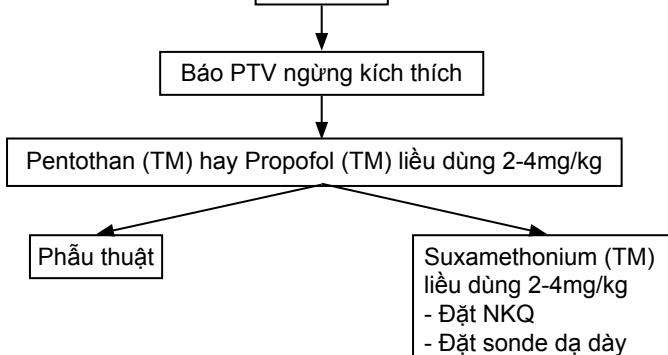 Báo PTV ngừng kích thích
Pentothan (TM) hay Propofol (TM) liều dùng 2-4mg/kg
Phẫu thuật
Suxamethonium (TM)
liều dùng 2-4mg/kg
- Đặt NKQ
- Đặt sonde dạ dày